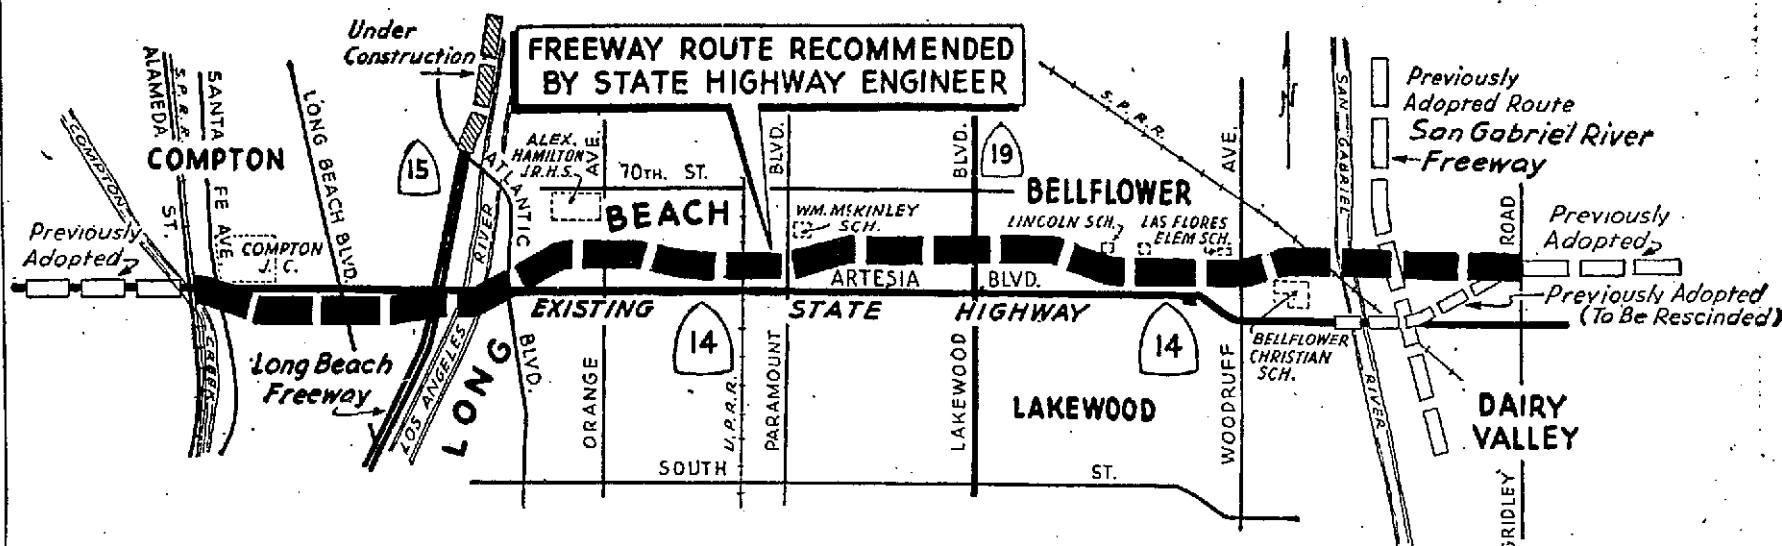 Under
Construction
FREEWAY ROUTE RECOMMENDED
BY STATE HIGHWAY ENGINEER
Previously
Adopted Route
San Gabriel River
Freeway
ALAMEDA
ST.
S.P.R.R.
SANTA
FE AVE.
COMPTON
LONG BEACH BLVD.
15
ATLANTIC
BLVD.
ALEX.
HAMILTON
JR.H.S.
AVE.
ORANGE
70TH. ST.
BLVD.
PARAMOUNT
BLVD.
LAKEWOOD
19
S.P.R.R.
AVE.
WOODRUFF
SAN GABRIEL
RIVER
COMPTON
CREEK
Previously
Adopted
COMPTON
J. C.
LOS ANGELES
RIVER
LONG
BEACH
WM. McKINLEY
SCH.
BELLFLOWER
LINCOLN SCH.
LAS FLORES
ELEM SCH.
ROAD
GRIDLEY
Previously
Adopted
ARTESIA
BLVD.
EXISTING
STATE
HIGHWAY
14
14
Previously Adopted
(To Be Rescinded)
Long Beach
Freeway
U.P.R.R.
BELLFLOWER
CHRISTIAN
SCH.
LAKEWOOD
DAIRY
VALLEY
SOUTH
ST.